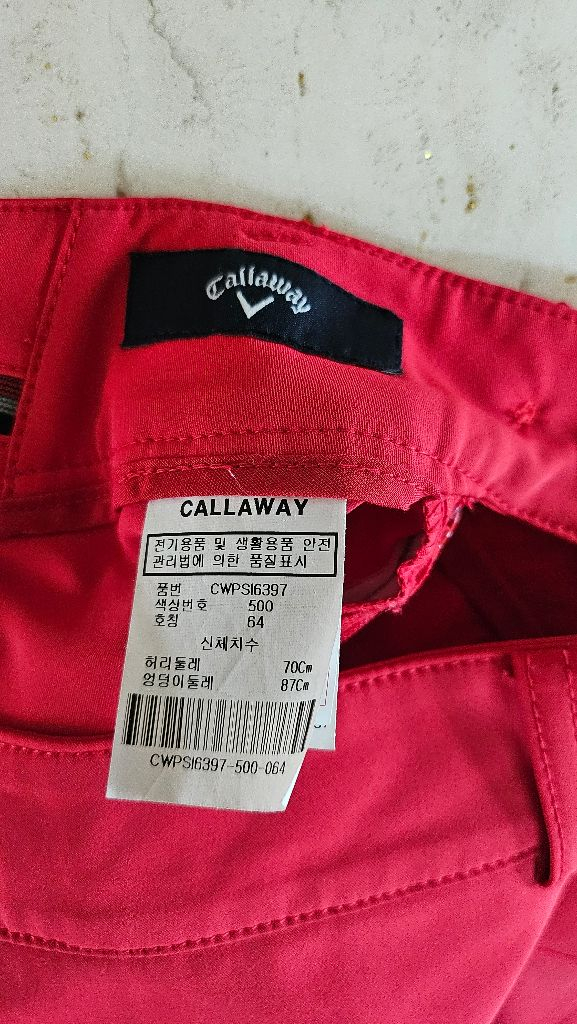 Callaway
CALLAWAY
전기용품 및 생활용품 안전
관리법에 의한 품질표시
품번 CWPSI6397
색상번호 500
호칭 64
신체치수
허리둘레 70Cm
엉덩이둘레 87Cm
CWPSI6397-500-064